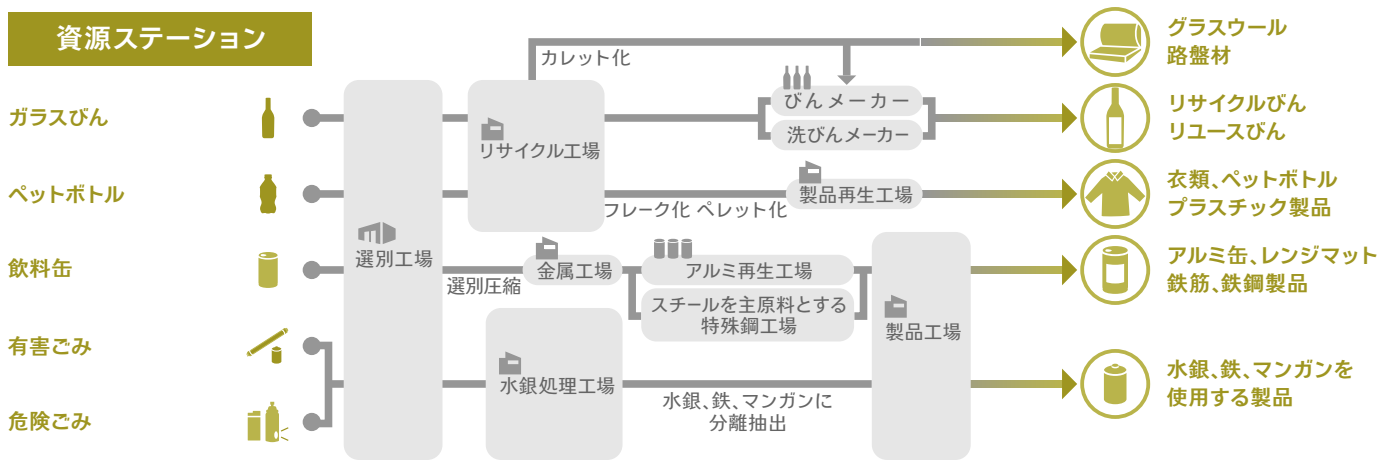 資源ステーション
ガラスびん
ペットボトル
飲料缶
有害ごみ
危険ごみ
選別工場
リサイクル工場
カレット化
びんメーカー
洗びんメーカー
フレーク化 ペレット化
製品再生工場
選別圧縮
金属工場
アルミ再生工場
スチールを主原料とする
特殊鋼工場
水銀処理工場
水銀、鉄、マンガンに
分離抽出
製品工場
グラスウール
路盤材
リサイクルびん
リユースびん
衣類、ペットボトル
プラスチック製品
アルミ缶、レンジマット
鉄筋、鉄鋼製品
水銀、鉄、マンガンを
使用する製品